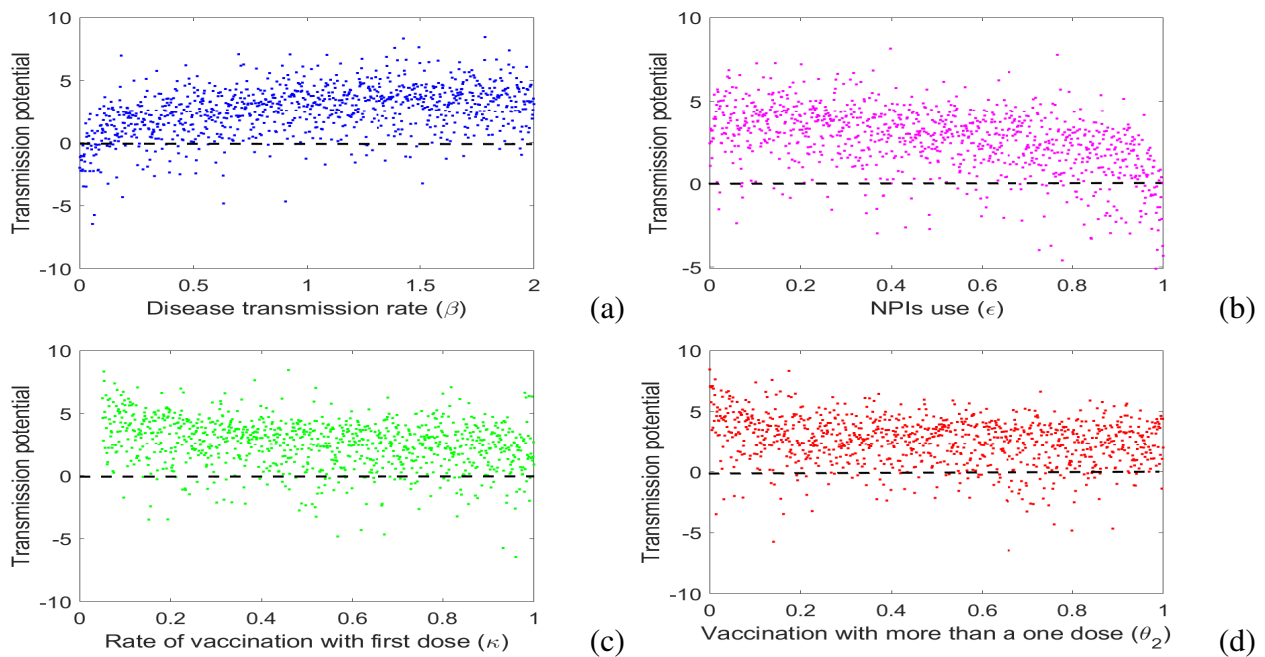 10
5
0
-5
-10
Transmission potential
0 0.5 1 1.5 2
Disease transmission rate (β)
(a)
10
5
0
-5
Transmission potential
0 0.2 0.4 0.6 0.8 1
NPIs use (ϵ)
(b)
10
5
0
-5
-10
Transmission potential
0 0.2 0.4 0.6 0.8 1
Rate of vaccination with first dose (κ)
(c)
10
5
0
-5
-10
Transmission potential
0 0.2 0.4 0.6 0.8 1
Vaccination with more than a one dose (θ₂)
(d)